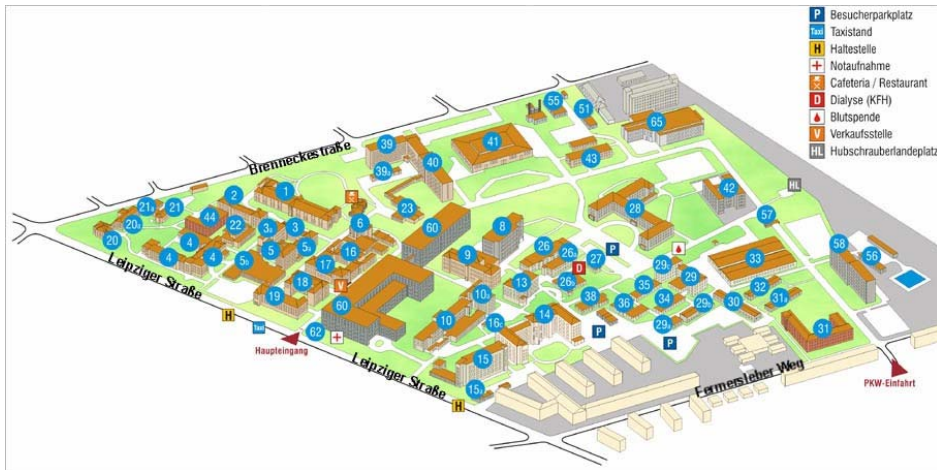 P Besucherparkplatz
Taxi Taxistand
H Haltestelle
Notaufnahme
Cafeteria / Restaurant
D Dialyse (KFH)
Blutspende
V Verkaufsstelle
HL Hubschrauberlandeplatz
Brenneckestraße
55
51
65
39
41
40
39a
43
42
HL
21a
21
2
1
20a
44
20
22
3a
3
6
23
60
28
57
4
4
4
5b
5
5a
16
17
8
26
P
27
58
56
9
26a
D
26b
29c
33
29
35
19
18
V
60
10a
13
38
36
34
29b
30
32
31a
Leipziger Straße
H
Taxi
Haupteingang
62
10
16c
14
P
29a
P
31
15
Leipziger Straße
15a
H
Fermersleber Weg
PKW-Einfahrt